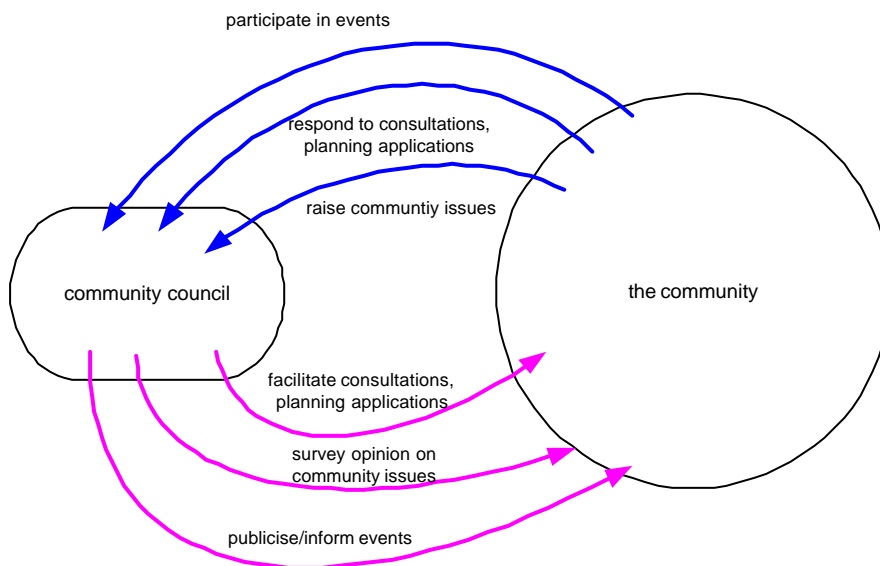 participate in events
respond to consultations,
planning applications
raise communtiy issues
community council
the community
facilitate consultations,
planning applications
survey opinion on
community issues
publicise/inform events